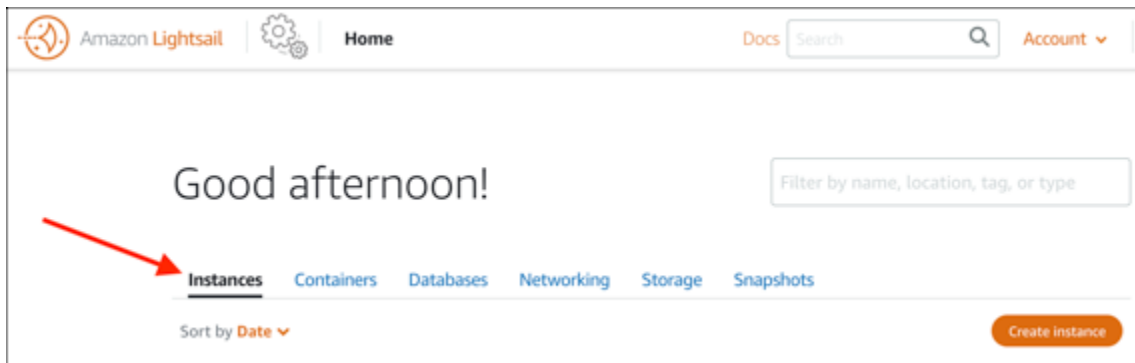 Amazon Lightsail Home Docs Search Account
Good afternoon!
Filter by name, location, tag, or type
Instances Containers Databases Networking Storage Snapshots
Sort by Date Create instance